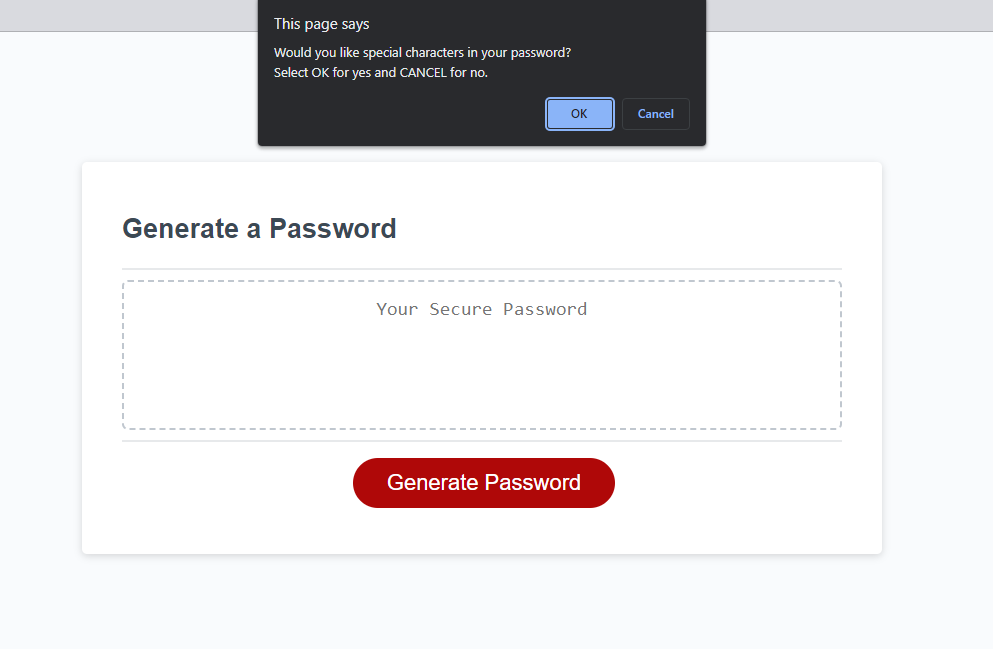 This page says
Would you like special characters in your password?
Select OK for yes and CANCEL for no.
OK
Cancel
Generate a Password
Your Secure Password
Generate Password